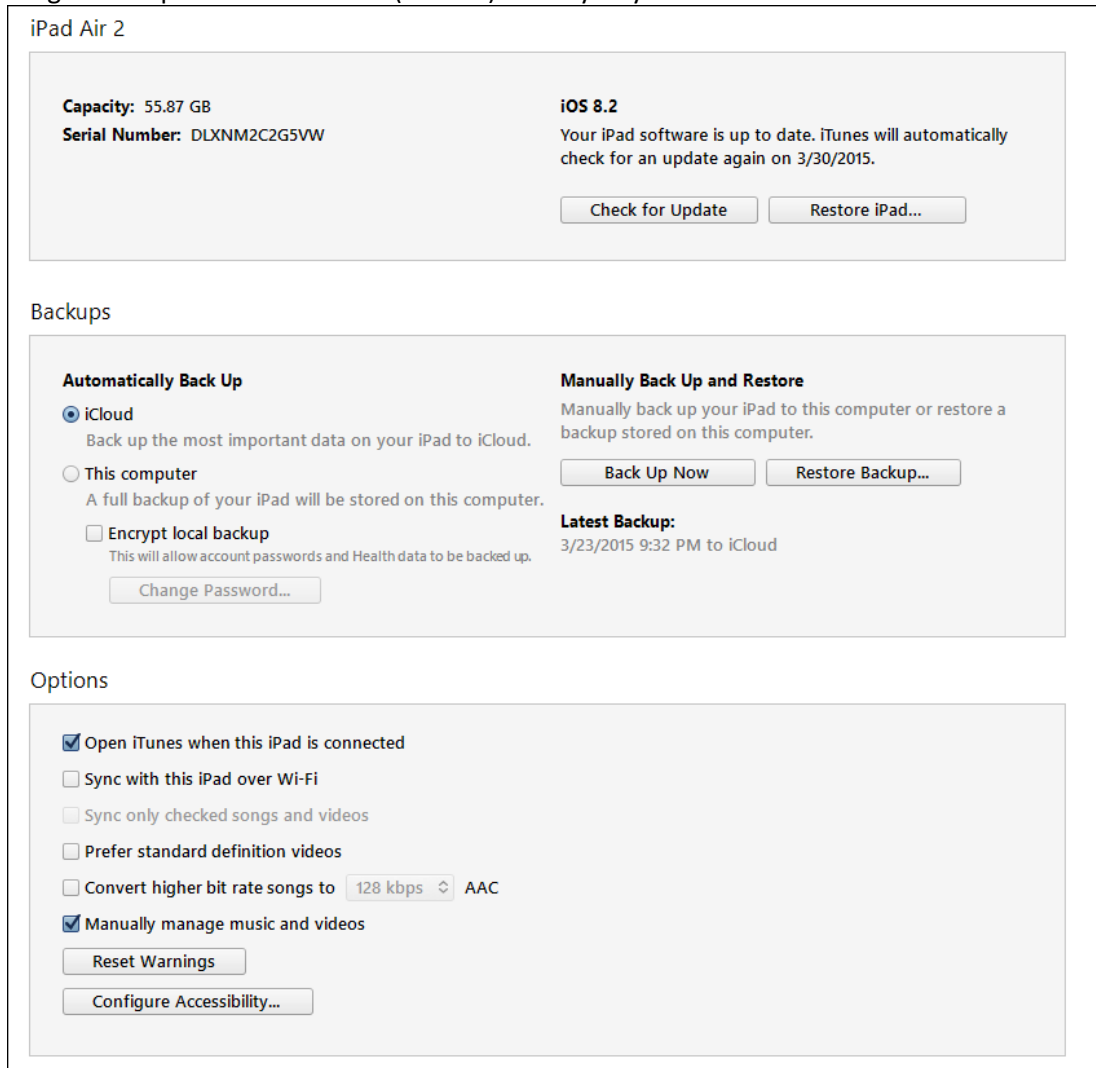 iPad Air 2
Capacity: 55.87 GB
Serial Number: DLXNM2C2G5VW
iOS 8.2
Your iPad software is up to date. iTunes will automatically
check for an update again on 3/30/2015.
Check for Update
Restore iPad...
Backups
Automatically Back Up
iCloud
Back up the most important data on your iPad to iCloud.
This computer
A full backup of your iPad will be stored on this computer.
Encrypt local backup
This will allow account passwords and Health data to be backed up.
Change Password...
Manually Back Up and Restore
Manually back up your iPad to this computer or restore a
backup stored on this computer.
Back Up Now
Restore Backup...
Latest Backup:
3/23/2015 9:32 PM to iCloud
Options
Open iTunes when this iPad is connected
Sync with this iPad over Wi-Fi
Sync only checked songs and videos
Prefer standard definition videos
Convert higher bit rate songs to 128 kbps AAC
Manually manage music and videos
Reset Warnings
Configure Accessibility...